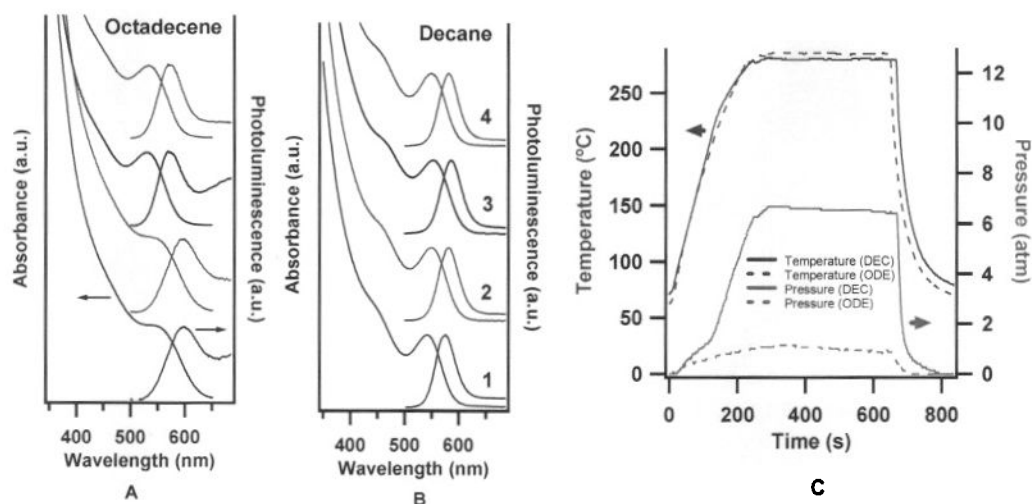 Octadecene
Absorbance (a.u.)
Photoluminescence (a.u.)
400 500 600
Wavelength (nm)
A
Decane
4
3
2
1
Absorbance (a.u.)
Photoluminescence (a.u.)
400 500 600
Wavelength (nm)
B
250
200
150
100
50
0
Temperature (°C)
12
10
8
6
4
2
0
Pressure (atm)
Temperature (DEC)
Temperature (ODE)
Pressure (DEC)
Pressure (ODE)
0 200 400 600 800
Time (s)
C